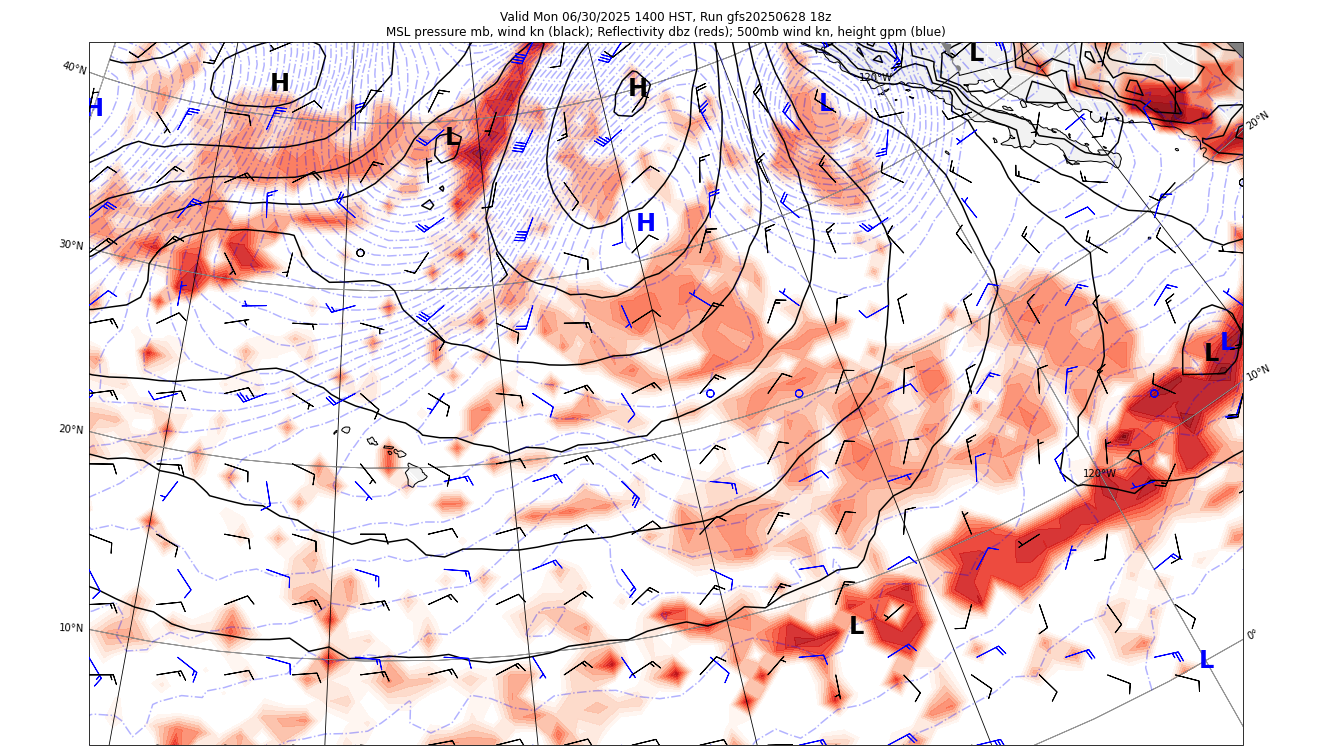 Valid Mon 06/30/2025 1400 HST, Run gfs20250628 18z
MSL pressure mb, wind kn (black); Reflectivity dbz (reds); 500mb wind kn, height gpm (blue)
L
40°N
H
H
120°W
H
L
H
20°N
L
H
30°N
L
L
10°N
20°N
120°W
L
10°N
0°
L